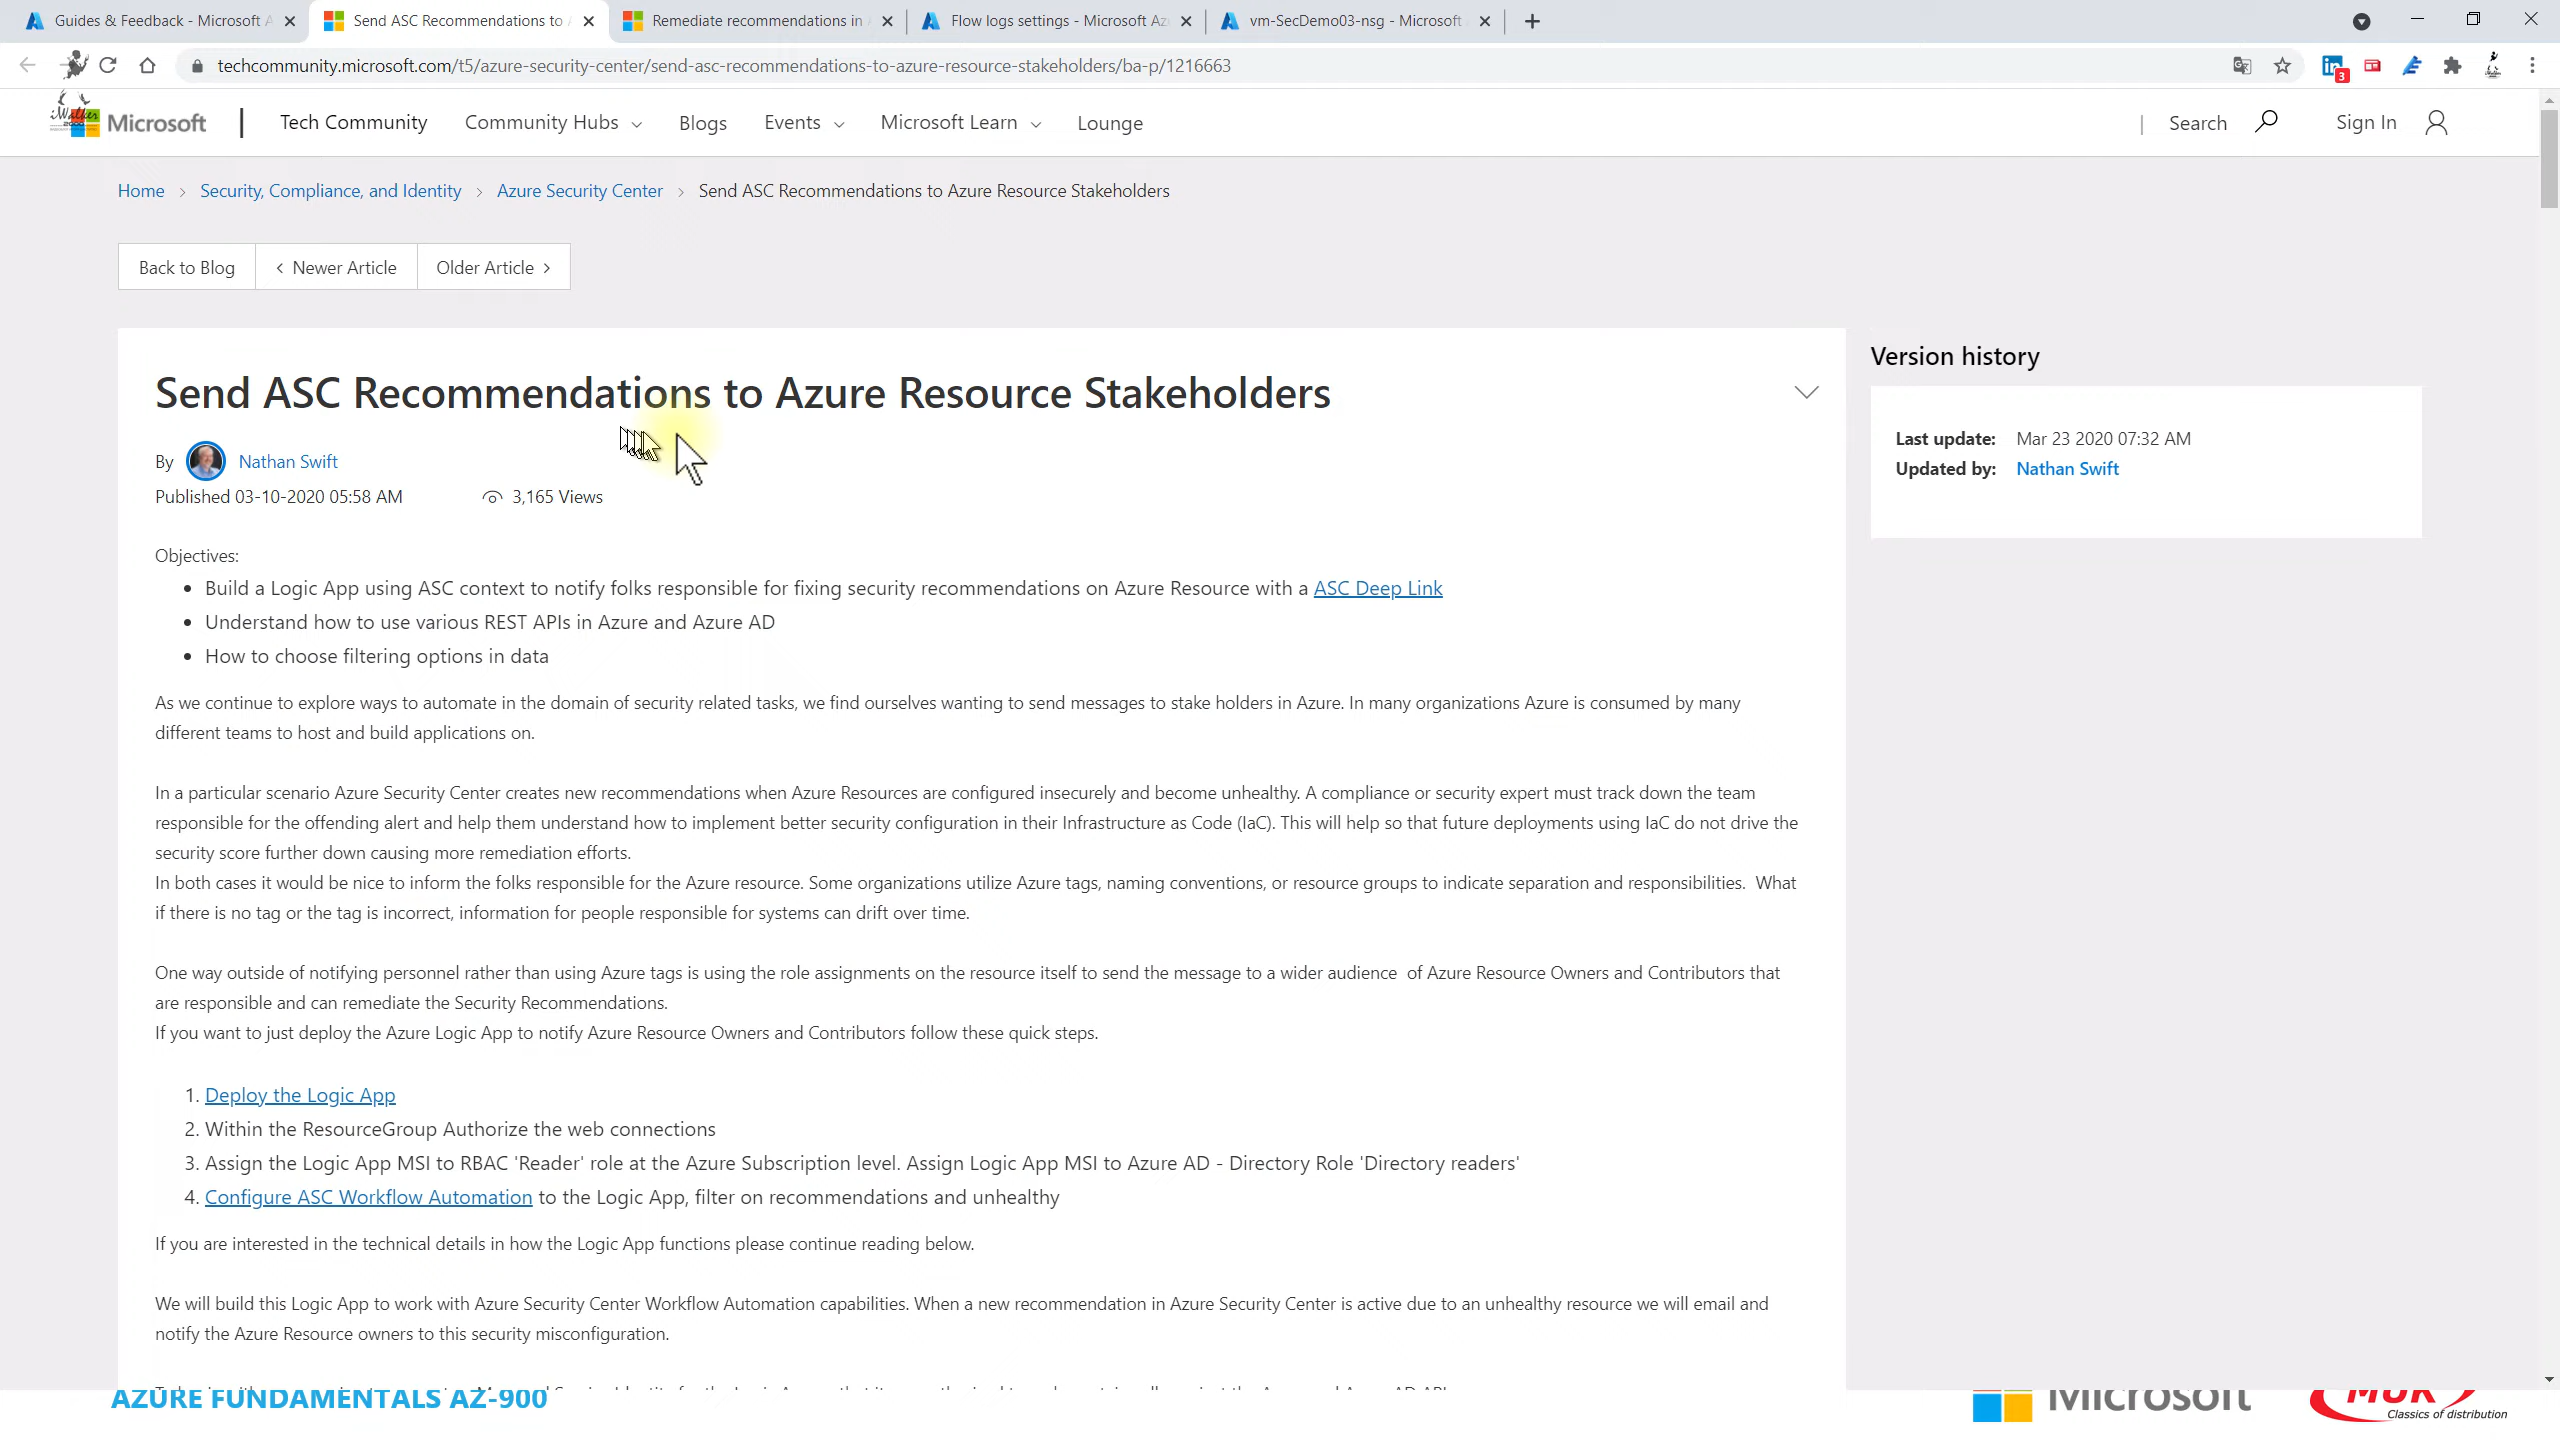 Guides & Feedback - Microsoft A
Send ASC Recommendations to A
Remediate recommendations in A
Flow logs settings - Microsoft Az
vm-SecDemo03-nsg - Microsoft
techcommunity.microsoft.com/t5/azure-security-center/send-asc-recommendations-to-azure-resource-stakeholders/ba-p/1216663
3
iWalker
2000
Microsoft
Tech Community
Community Hubs
Blogs
Events
Microsoft Learn
Lounge
Search
Sign In
Home > Security, Compliance, and Identity > Azure Security Center > Send ASC Recommendations to Azure Resource Stakeholders
Back to Blog
< Newer Article
Older Article >
Send ASC Recommendations to Azure Resource Stakeholders
By Nathan Swift
Published 03-10-2020 05:58 AM
3,165 Views
Version history
Last update: Mar 23 2020 07:32 AM
Updated by: Nathan Swift
Objectives:
• Build a Logic App using ASC context to notify folks responsible for fixing security recommendations on Azure Resource with a ASC Deep Link
• Understand how to use various REST APIs in Azure and Azure AD
• How to choose filtering options in data
As we continue to explore ways to automate in the domain of security related tasks, we find ourselves wanting to send messages to stake holders in Azure. In many organizations Azure is consumed by many
different teams to host and build applications on.
In a particular scenario Azure Security Center creates new recommendations when Azure Resources are configured insecurely and become unhealthy. A compliance or security expert must track down the team
responsible for the offending alert and help them understand how to implement better security configuration in their Infrastructure as Code (IaC). This will help so that future deployments using IaC do not drive the
security score further down causing more remediation efforts.
In both cases it would be nice to inform the folks responsible for the Azure resource. Some organizations utilize Azure tags, naming conventions, or resource groups to indicate separation and responsibilities. What
if there is no tag or the tag is incorrect, information for people responsible for systems can drift over time.
One way outside of notifying personnel rather than using Azure tags is using the role assignments on the resource itself to send the message to a wider audience of Azure Resource Owners and Contributors that
are responsible and can remediate the Security Recommendations.
If you want to just deploy the Azure Logic App to notify Azure Resource Owners and Contributors follow these quick steps.
1. Deploy the Logic App
2. Within the ResourceGroup Authorize the web connections
3. Assign the Logic App MSI to RBAC 'Reader' role at the Azure Subscription level. Assign Logic App MSI to Azure AD - Directory Role 'Directory readers'
4. Configure ASC Workflow Automation to the Logic App, filter on recommendations and unhealthy
If you are interested in the technical details in how the Logic App functions please continue reading below.
We will build this Logic App to work with Azure Security Center Workflow Automation capabilities. When a new recommendation in Azure Security Center is active due to an unhealthy resource we will email and
notify the Azure Resource owners to this security misconfiguration.
AZURE FUNDAMENTALS AZ-900
Microsoft
MUK
Classics of distribution